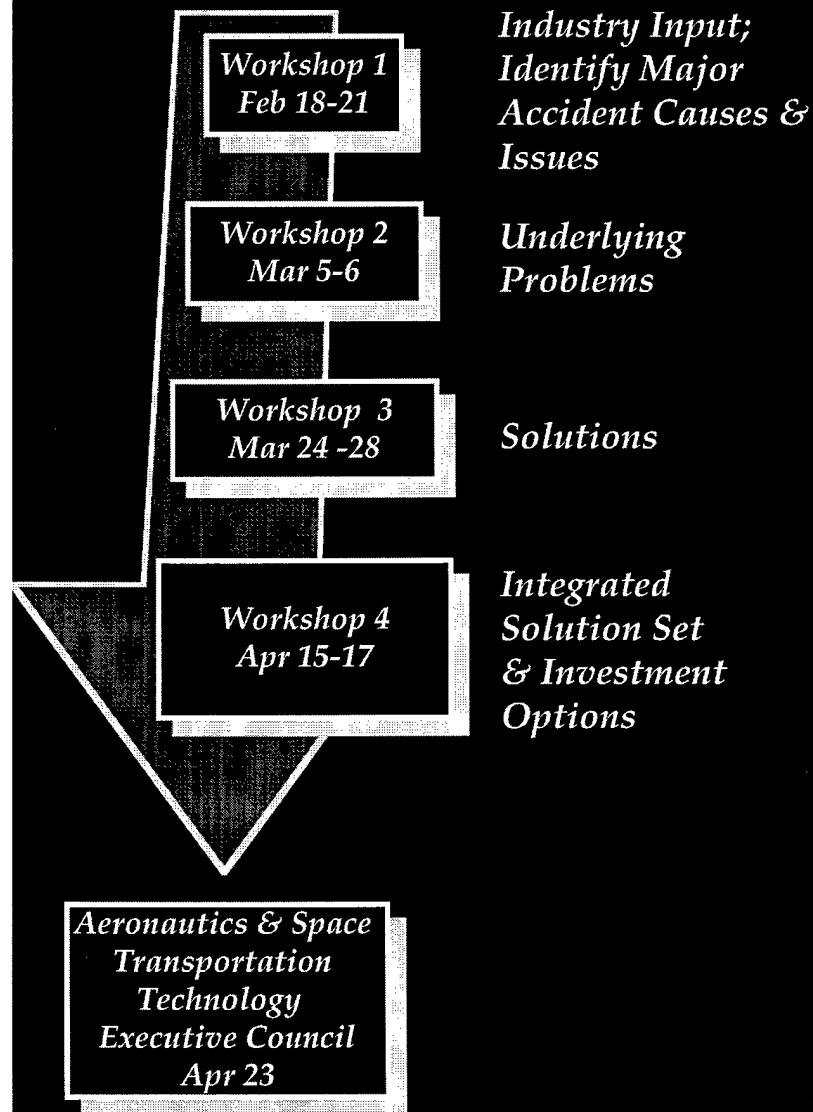 Workshop 1
Feb 18-21
Industry Input;
Identify Major
Accident Causes &
Issues
Workshop 2
Mar 5-6
Underlying
Problems
Workshop 3
Mar 24 -28
Solutions
Workshop 4
Apr 15-17
Integrated
Solution Set
& Investment
Options
Aeronautics & Space
Transportation
Technology
Executive Council
Apr 23